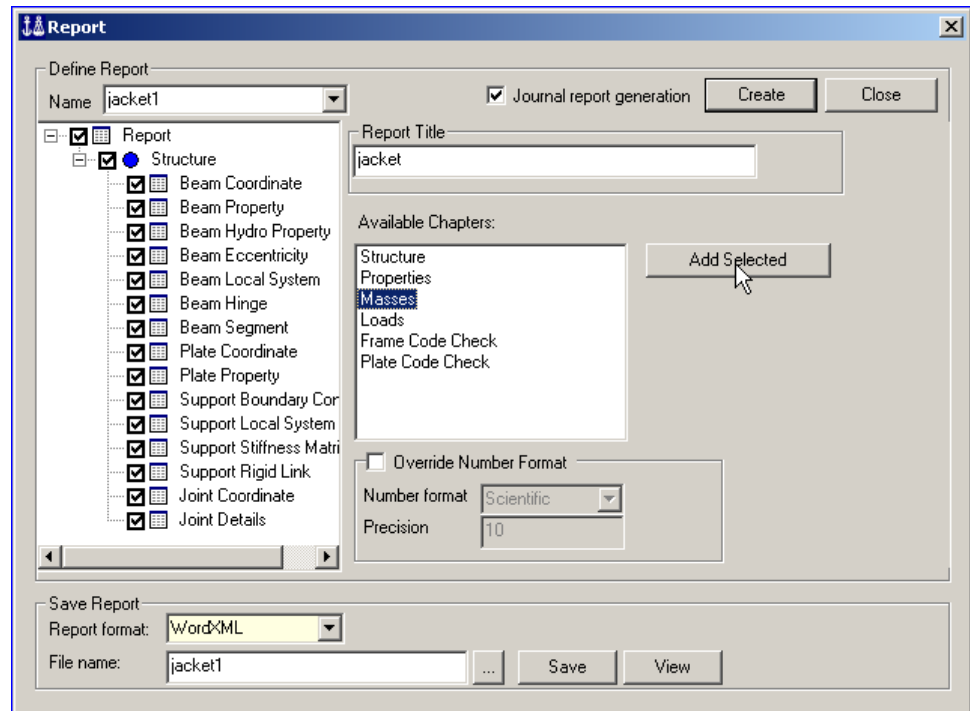 Report
Define Report
Name jacket1
Journal report generation Create Close
Report
Structure
Beam Coordinate
Beam Property
Beam Hydro Property
Beam Eccentricity
Beam Local System
Beam Hinge
Beam Segment
Plate Coordinate
Plate Property
Support Boundary Con
Support Local System
Support Stiffness Matri
Support Rigid Link
Joint Coordinate
Joint Details
Report Title
jacket
Available Chapters:
Structure
Properties
Masses
Loads
Frame Code Check
Plate Code Check
Add Selected
Override Number Format
Number format Scientific
Precision 10
Save Report
Report format: WordXML
File name: jacket1 ... Save View